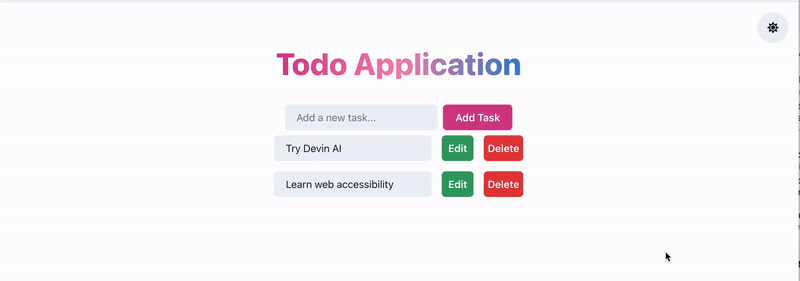 Todo Application
Add a new task...
Add Task
Try Devin AI
Edit
Delete
Learn web accessibility
Edit
Delete